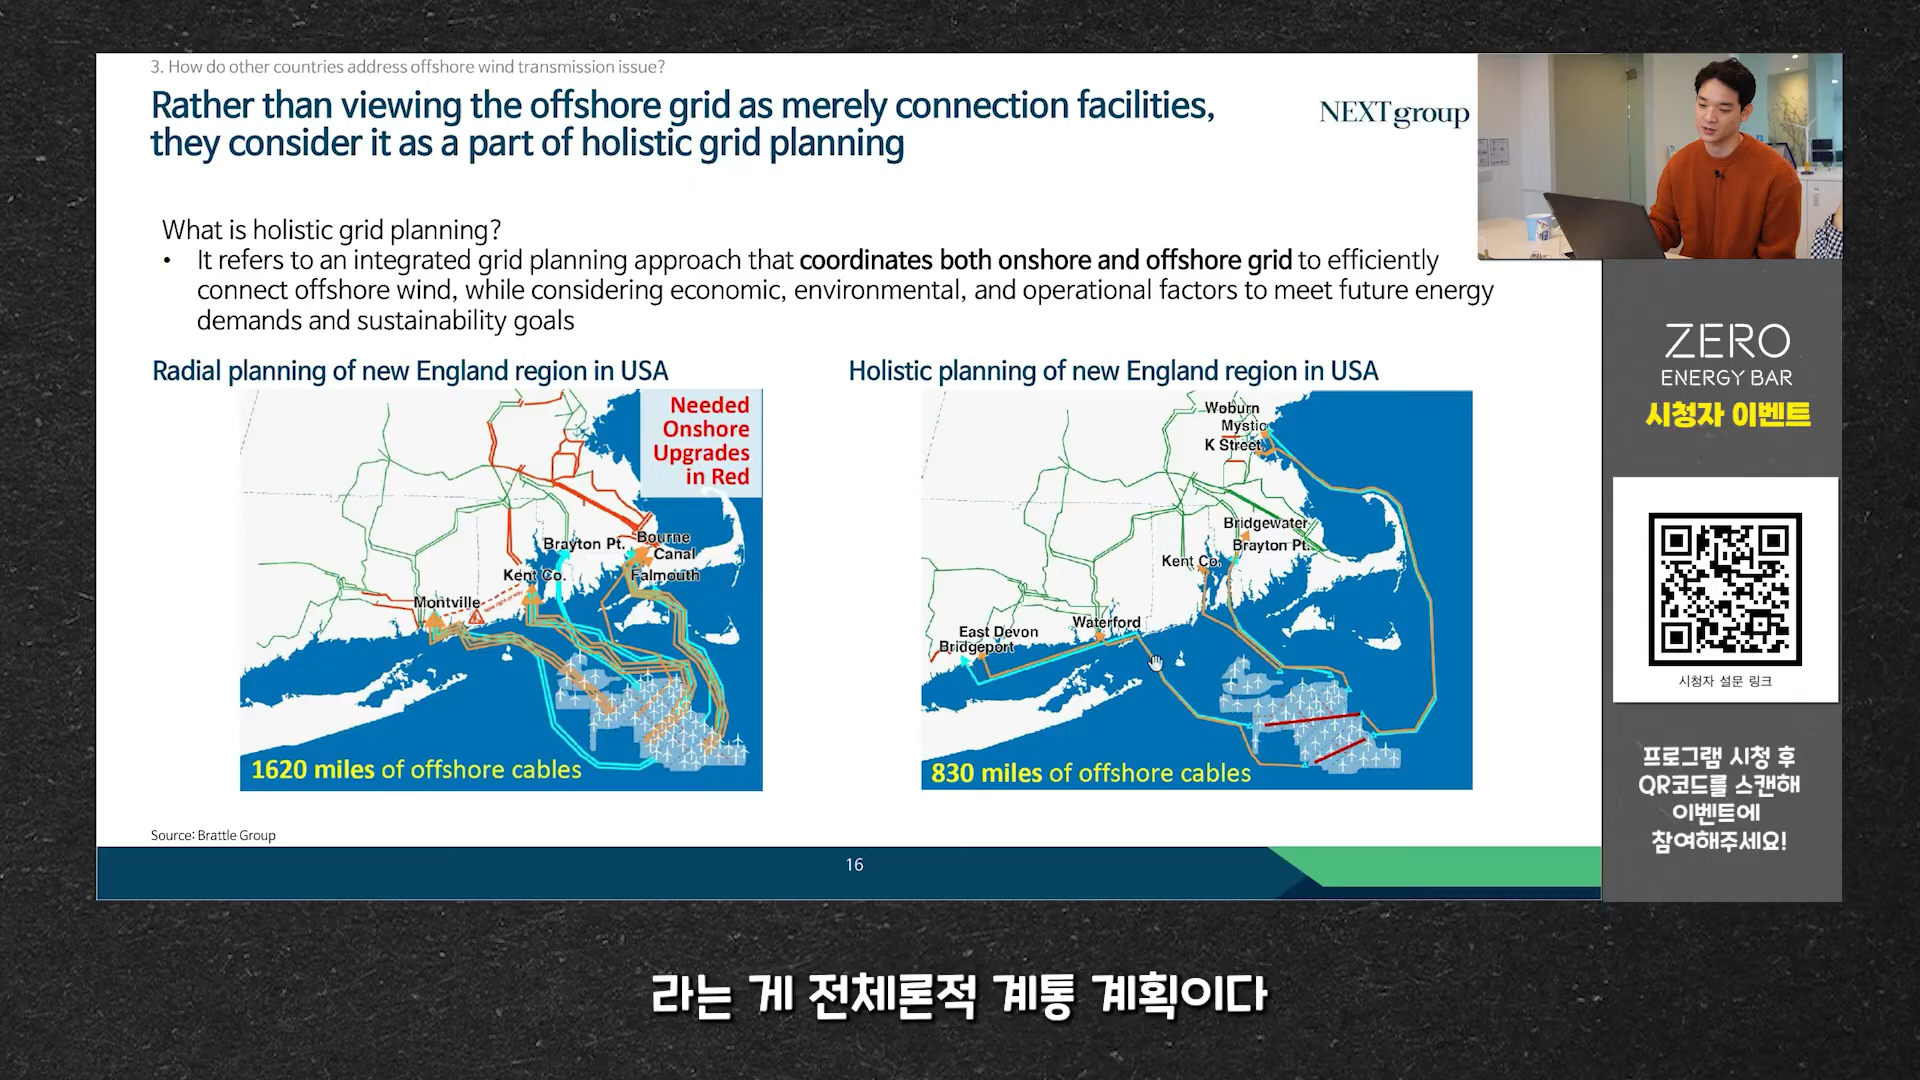 3. How do other countries address offshore wind transmission issue?
Rather than viewing the offshore grid as merely connection facilities,
they consider it as a part of holistic grid planning
NEXTgroup
What is holistic grid planning?
• It refers to an integrated grid planning approach that coordinates both onshore and offshore grid to efficiently
connect offshore wind, while considering economic, environmental, and operational factors to meet future energy
demands and sustainability goals
Radial planning of new England region in USA
Needed
Onshore
Upgrades
in Red
Brayton Pt.
Bourne
Canal
Kent Co.
Falmouth
Montville
1620 miles of offshore cables
Holistic planning of new England region in USA
Woburn
Mystic
K Street
Bridgewater
Brayton Pt.
Kent Co.
Waterford
East Devon
Bridgeport
830 miles of offshore cables
Source: Brattle Group
16
ZERO
ENERGY BAR
시청자 이벤트
시청자 설문 링크
프로그램 시청 후
QR코드를 스캔해
이벤트에
참여해주세요!
라는 게 전체론적 계통 계획이다